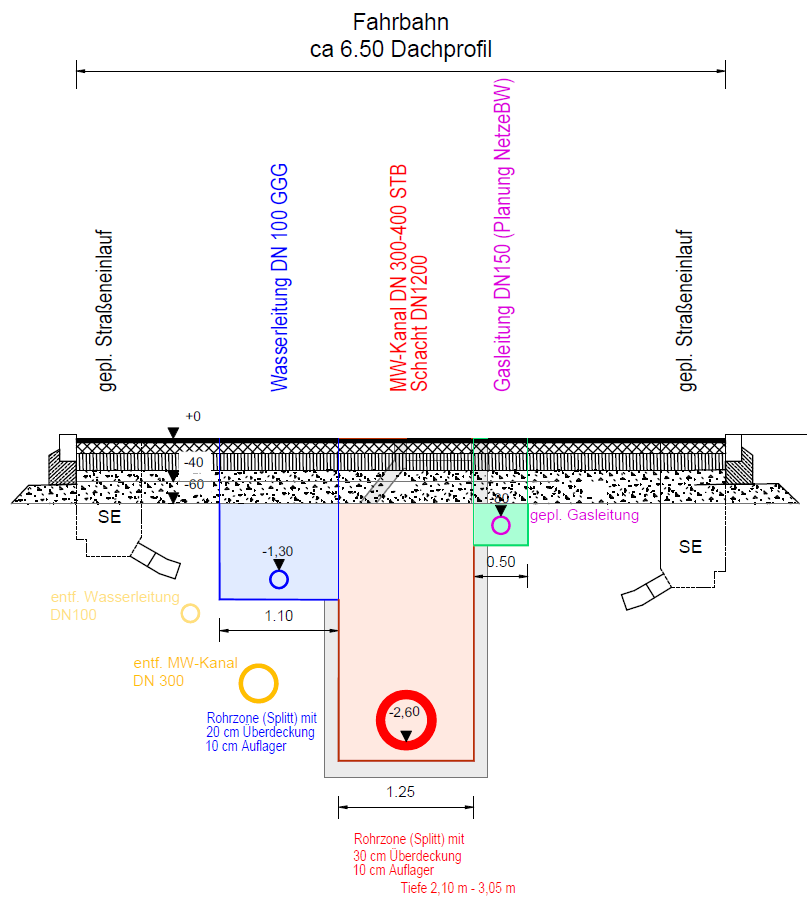 Fahrbahn
ca 6.50 Dachprofil
gepl. Straßeneinlauf
Wasserleitung DN 100 GGG
MW-Kanal DN 300-400 STB
Schacht DN1200
Gasleitung DN150 (Planung NetzeBW)
gepl. Straßeneinlauf
+0
-40
-60
SE
-1,30
-80
gepl. Gasleitung
SE
0.50
entf. Wasserleitung
DN100
1.10
entf. MW-Kanal
DN 300
-2,60
Rohrzone (Splitt) mit
20 cm Überdeckung
10 cm Auflager
1.25
Rohrzone (Splitt) mit
30 cm Überdeckung
10 cm Auflager
Tiefe 2,10 m - 3,05 m